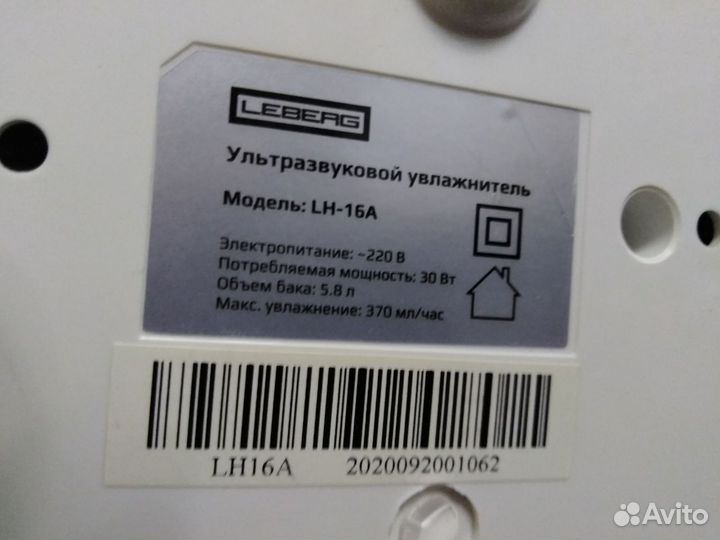 LEBERG
Ультразвуковой увлажнитель
Модель: LH-16A
Электропитание: ~220 В
Потребляемая мощность: 30 Вт
Объем бака: 5.8 л
Макс. увлажнение: 370 мл/час
LH16A 2020092001062
Avito